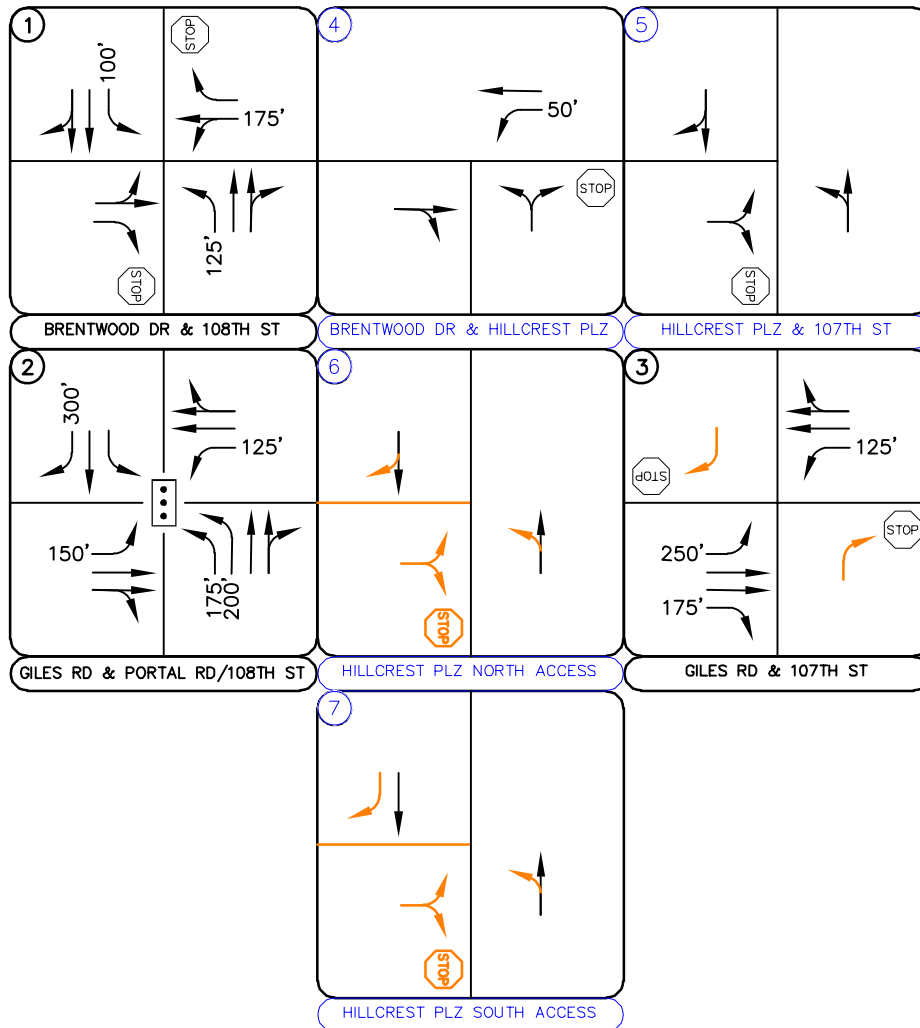 1
100'
STOP
175'
125'
STOP
BRENTWOOD DR & 108TH ST
4
50'
STOP
BRENTWOOD DR & HILLCREST PLZ
5
STOP
HILLCREST PLZ & 107TH ST
2
300'
125'
150'
175'
200'
GILES RD & PORTAL RD/108TH ST
6
STOP
HILLCREST PLZ NORTH ACCESS
3
STOP
125'
250'
175'
STOP
GILES RD & 107TH ST
7
STOP
HILLCREST PLZ SOUTH ACCESS